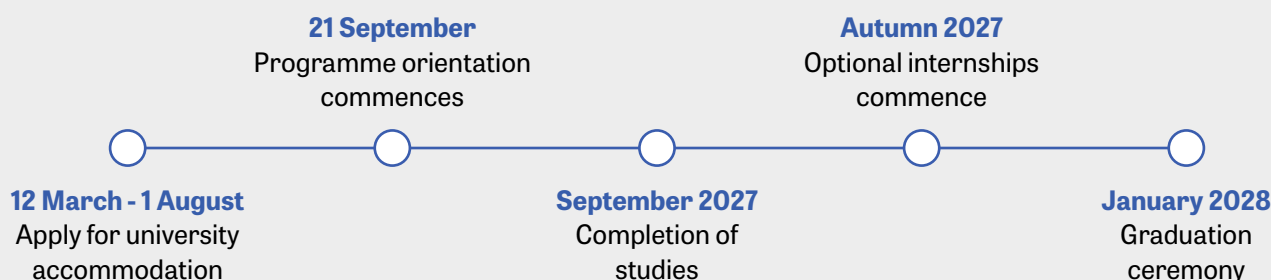 12 March - 1 August
Apply for university
accommodation
21 September
Programme orientation
commences
September 2027
Completion of
studies
Autumn 2027
Optional internships
commence
January 2028
Graduation
ceremony